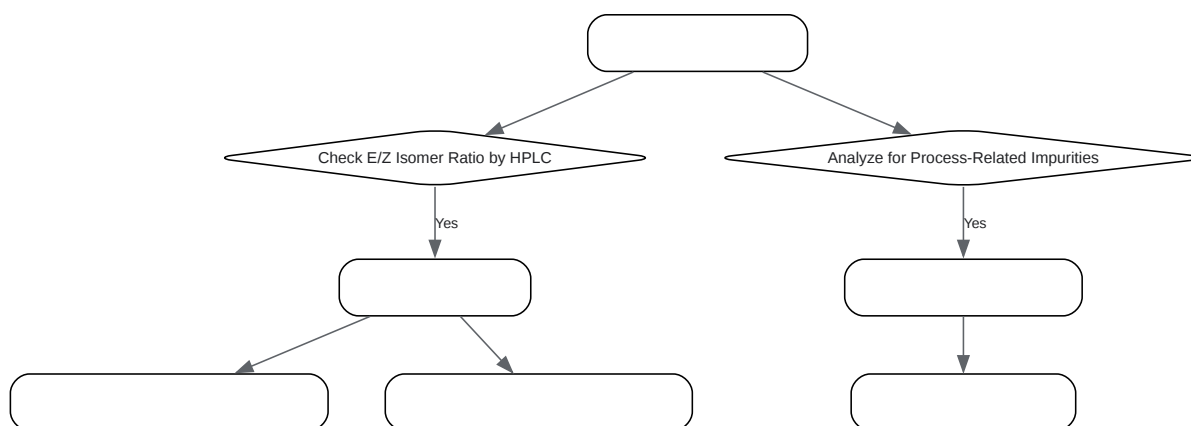 Check E/Z Isomer Ratio by HPLC
Analyze for Process-Related Impurities
Yes
Yes